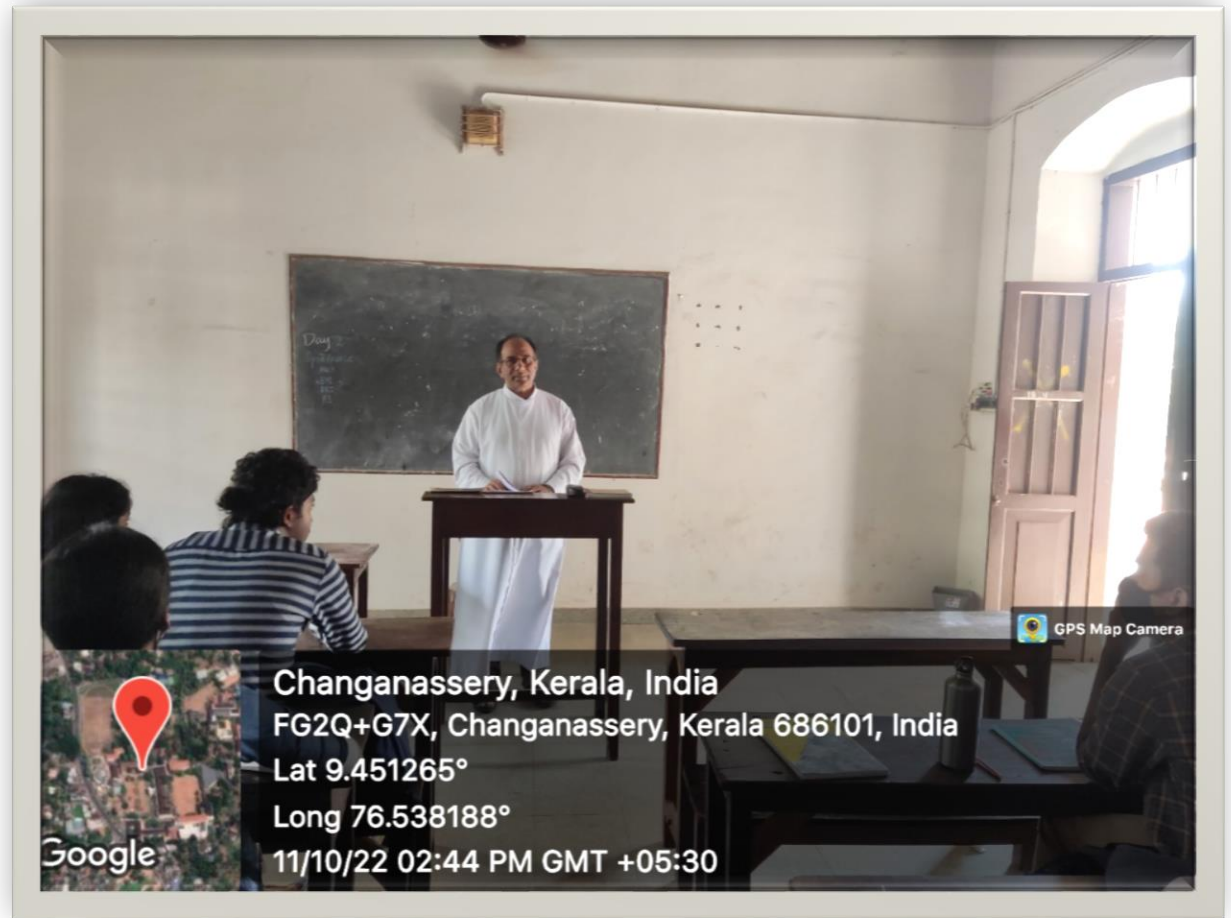 Day 2
GPS Map Camera
Changanassery, Kerala, India
FG2Q+G7X, Changanassery, Kerala 686101, India
Lat 9.451265°
Long 76.538188°
11/10/22 02:44 PM GMT +05:30
Google